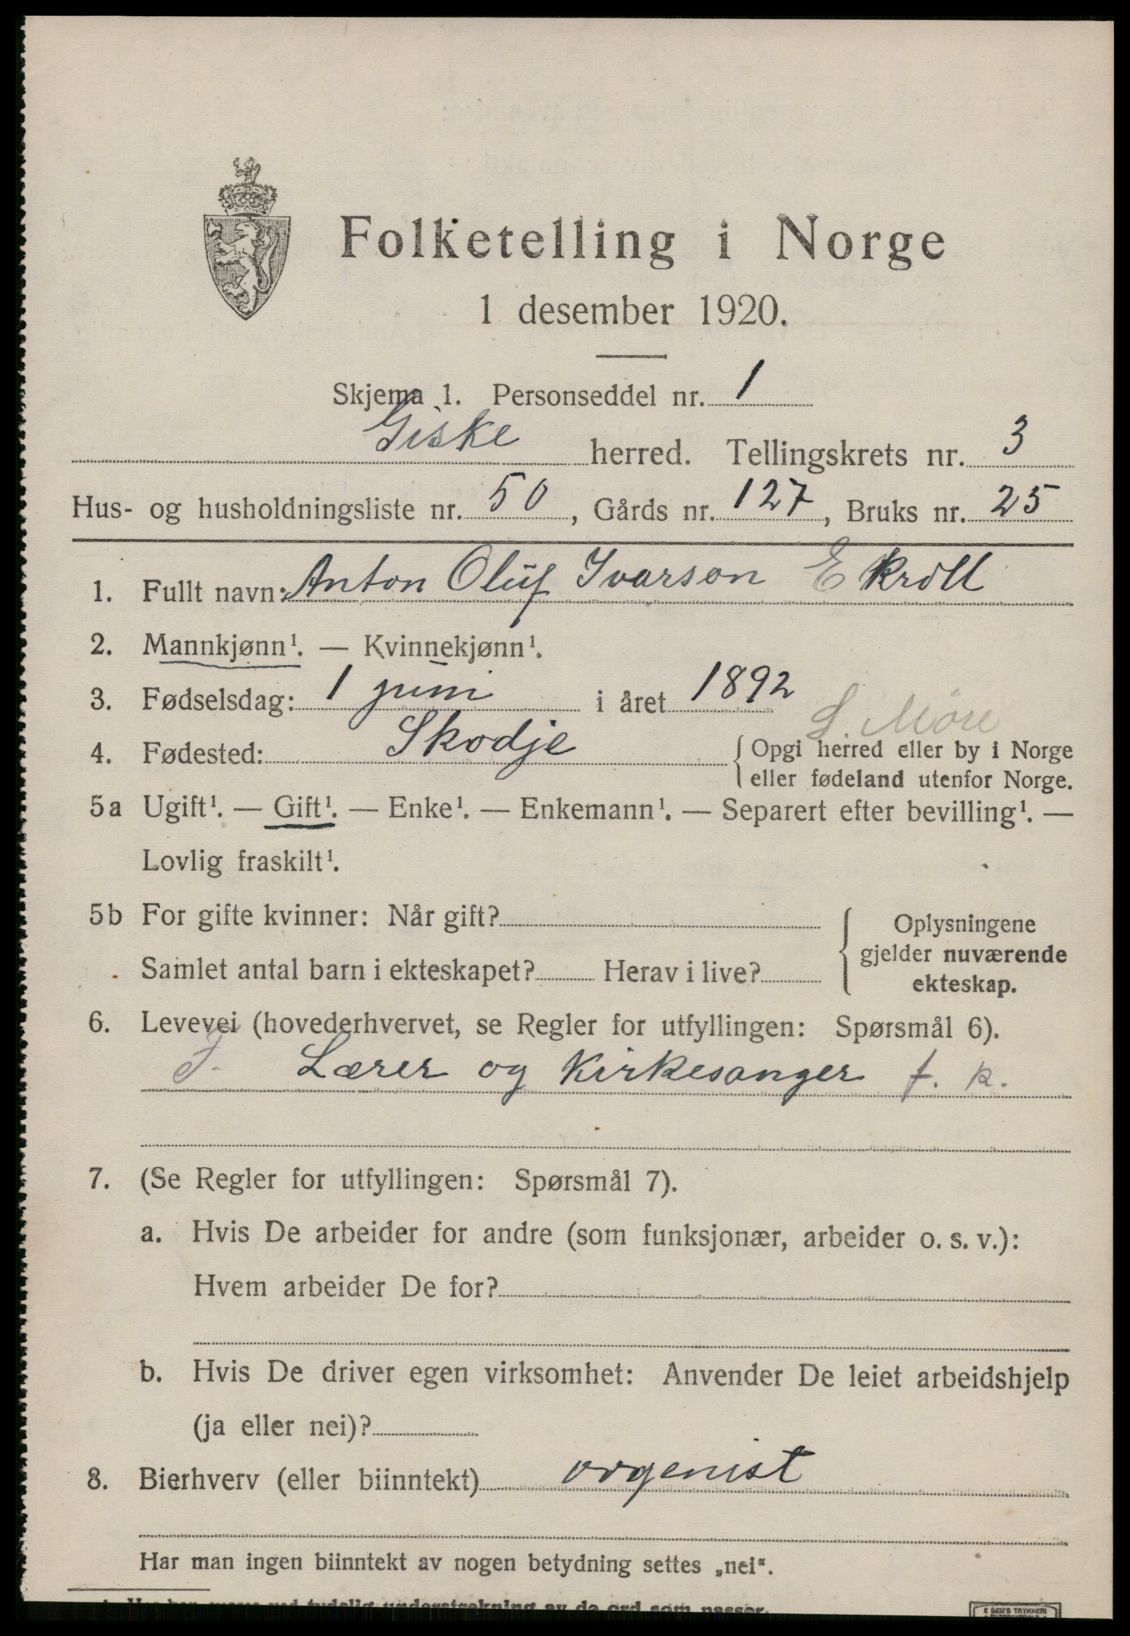 Folketelling i Norge
1 desember 1920.
Skjema 1. Personseddel nr. 1
Giske herred. Tellingskrets nr. 3
Hus- og husholdningsliste nr. 50, Gårds nr. 127, Bruks nr. 25
1. Fullt navn: Anton Oluf Ivarson Ekroll
2. Mannkjønn¹. — Kvinnekjønn¹.
3. Fødselsdag: 1 juni i året 1892
S. Møre
4. Fødested: Skodje {Opgi herred eller by i Norge
eller fødeland utenfor Norge.
5a Ugift¹. — Gift¹. — Enke¹. — Enkemann¹. — Separert efter bevilling¹. —
Lovlig fraskilt¹.
5b For gifte kvinner: Når gift?
Samlet antal barn i ekteskapet? Herav i live?
{Oplysningene
gjelder nuværende
ekteskap.
6. Levevei (hovederhvervet, se Regler for utfyllingen: Spørsmål 6).
Lærer og Kirkesanger f. k.
7. (Se Regler for utfyllingen: Spørsmål 7).
a. Hvis De arbeider for andre (som funksjonær, arbeider o. s. v.):
Hvem arbeider De for?
b. Hvis De driver egen virksomhet: Anvender De leiet arbeidshjelp
(ja eller nei)?
8. Bierhverv (eller biinntekt) orgenist
Har man ingen biinntekt av nogen betydning settes „nei".